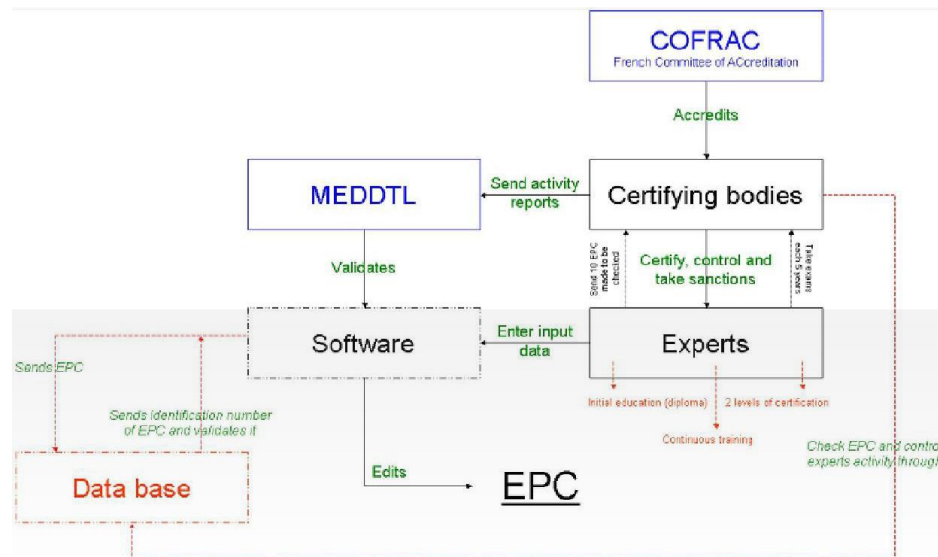 COFRAC
French Committee of ACcreditation
Accredits
MEDDTL
Send activity
reports
Certifying bodies
Validates
Send 10 EPC
made to be
checked
Certify, control and
take sanctions
Take exams
each 5 years
Software
Enter input
data
Experts
Sends EPC
Sends identification number
of EPC and validates it
Initial education (diploma)
2 levels of certification
Continuous training
Check EPC and control
experts activity through
Data base
Edits
EPC